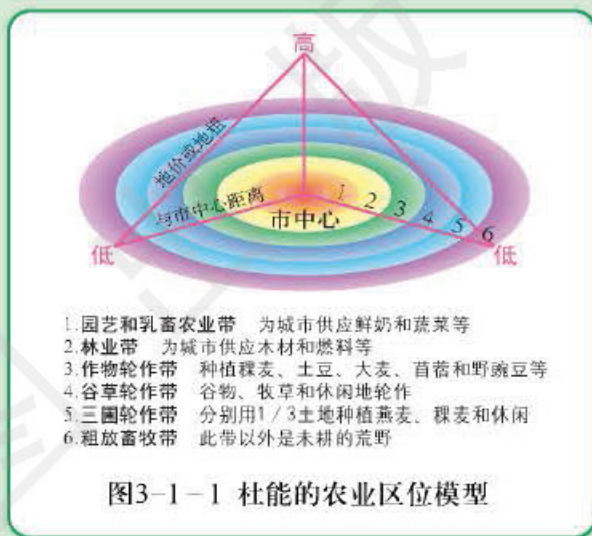 高
地价或地租
与市中心距离
市中心
1 2 3 4 5 6
低
低
1.园艺和乳畜农业带 为城市供应鲜奶和蔬菜等
2.林业带 为城市供应木材和燃料等
3.作物轮作带 种植稞麦、土豆、大麦、苜蓿和野豌豆等
4.谷草轮作带 谷物、牧草和休闲地轮作
5.三圃轮作带 分别用1/3土地种植燕麦、稞麦和休闲
6.粗放畜牧带 此带以外是未耕的荒野
图3-1-1 杜能的农业区位模型